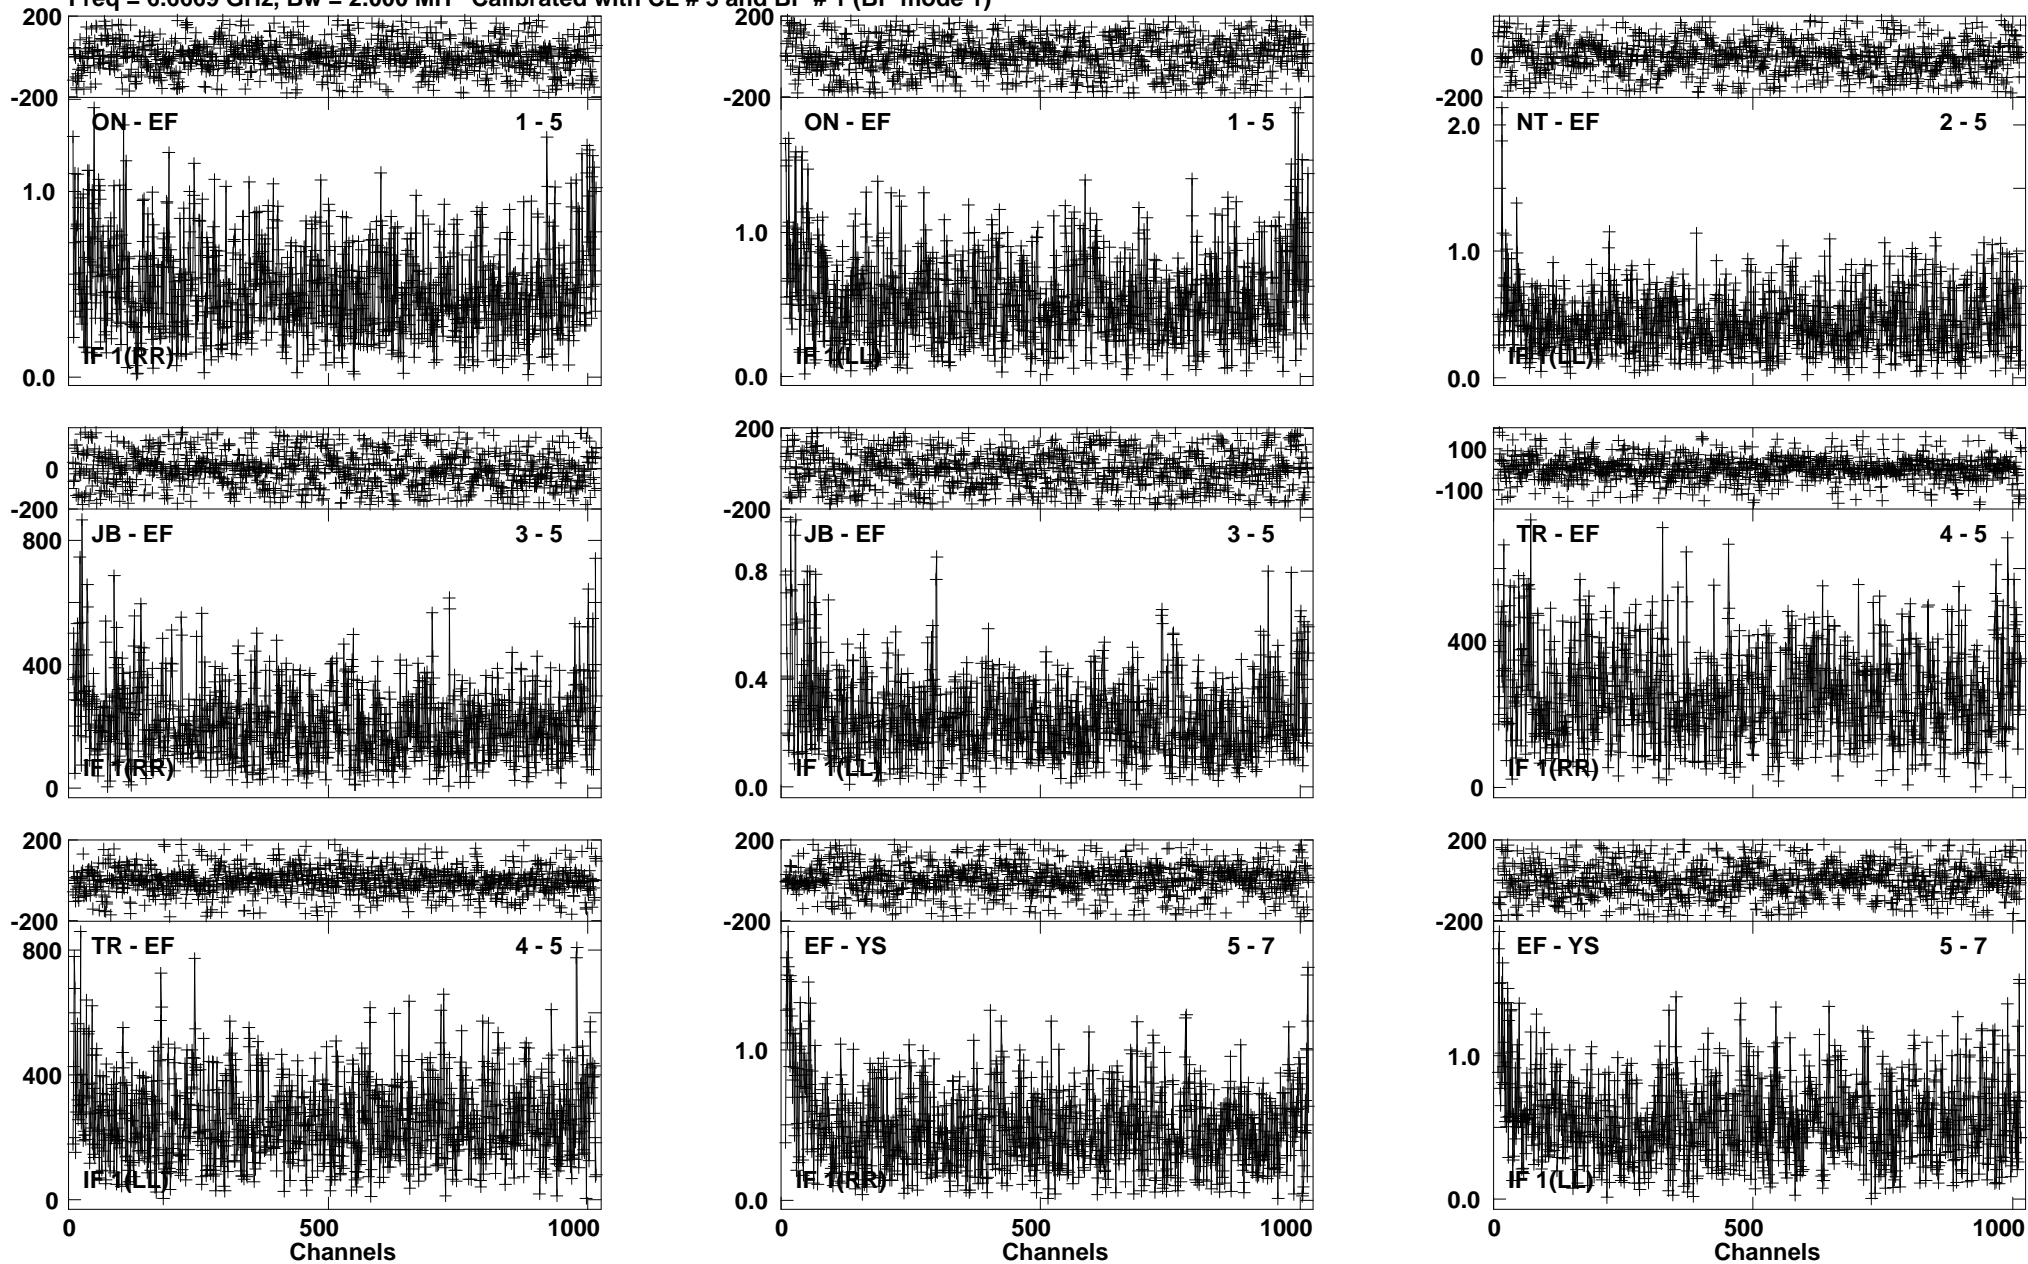 Freq = 6.6669 GHz, Bw = 2.000 MH Calibrated with CL # 3 and BP # 1 (BP mode 1)
200
-200
ON - EF 1 - 5
1.0
IF 1(RR)
0.0
200
-200
ON - EF 1 - 5
1.0
IF 1(LL)
0.0
0
-200
2.0
NT - EF 2 - 5
1.0
IF 1(LL)
0.0
0
-200
800
JB - EF 3 - 5
400
IF 1(RR)
0
200
-200
JB - EF 3 - 5
0.8
0.4
IF 1(LL)
0.0
100
-100
TR - EF 4 - 5
400
IF 1(RR)
0
200
-200
800
TR - EF 4 - 5
400
IF 1(LL)
0
0 500 1000
Channels
200
-200
EF - YS 5 - 7
1.0
IF 1(RR)
0.0
0 500 1000
Channels
200
-200
EF - YS 5 - 7
1.0
IF 1(LL)
0.0
0 500 1000
Channels